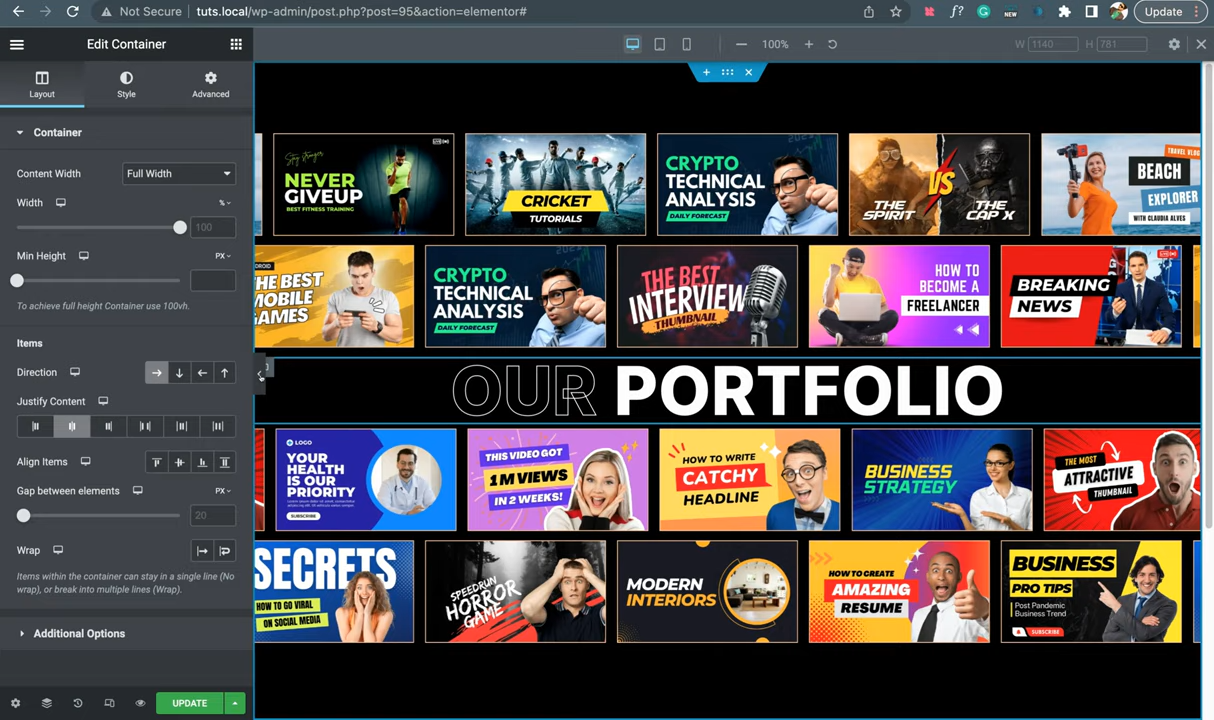 Not Secure
tuts.local/wp-admin/post.php?post=95&action=elementor#
f?
NEW
Update
Edit Container
100%
W 1140
H 781
Layout
Style
Advanced
Container
Content Width
Full Width
Width
%
100
Min Height
PX
To achieve full height Container use 100vh.
Items
Direction
Justify Content
Align Items
Gap between elements
PX
20
Wrap
Items within the container can stay in a single line (No
wrap), or break into multiple lines (Wrap).
Additional Options
UPDATE
Stay stronger
NEVER
GIVEUP
BEST FITNESS TRAINING
CRICKET
TUTORIALS
CRYPTO
TECHNICAL
ANALYSIS
DAILY FORECAST
THE
SPIRIT
VS
THE
CAP X
TRAVEL VLOG
BEACH
EXPLORER
WITH CLAUDIA ALVES
THE BEST
MOBILE
GAMES
CRYPTO
TECHNICAL
ANALYSIS
DAILY FORECAST
THE BEST
INTERVIEW
THUMBNAIL
HOW TO
BECOME A
FREELANCER
BREAKING
NEWS
OUR PORTFOLIO
LOGO
YOUR
HEALTH
IS OUR
PRIORITY
SUBSCRIBE
THIS VIDEO GOT
1 M VIEWS
IN 2 WEEKS!
HOW TO WRITE
CATCHY
HEADLINE
BUSINESS
STRATEGY
THE MOST
ATTRACTIVE
THUMBNAIL
SECRETS
HOW TO GO VIRAL
ON SOCIAL MEDIA
SPEEDRUN
HORROR
GAME
MODERN
INTERIORS
HOW TO CREATE
AMAZING
RESUME
BUSINESS
PRO TIPS
Post Pandemic
Business Trend
SUBSCRIBE